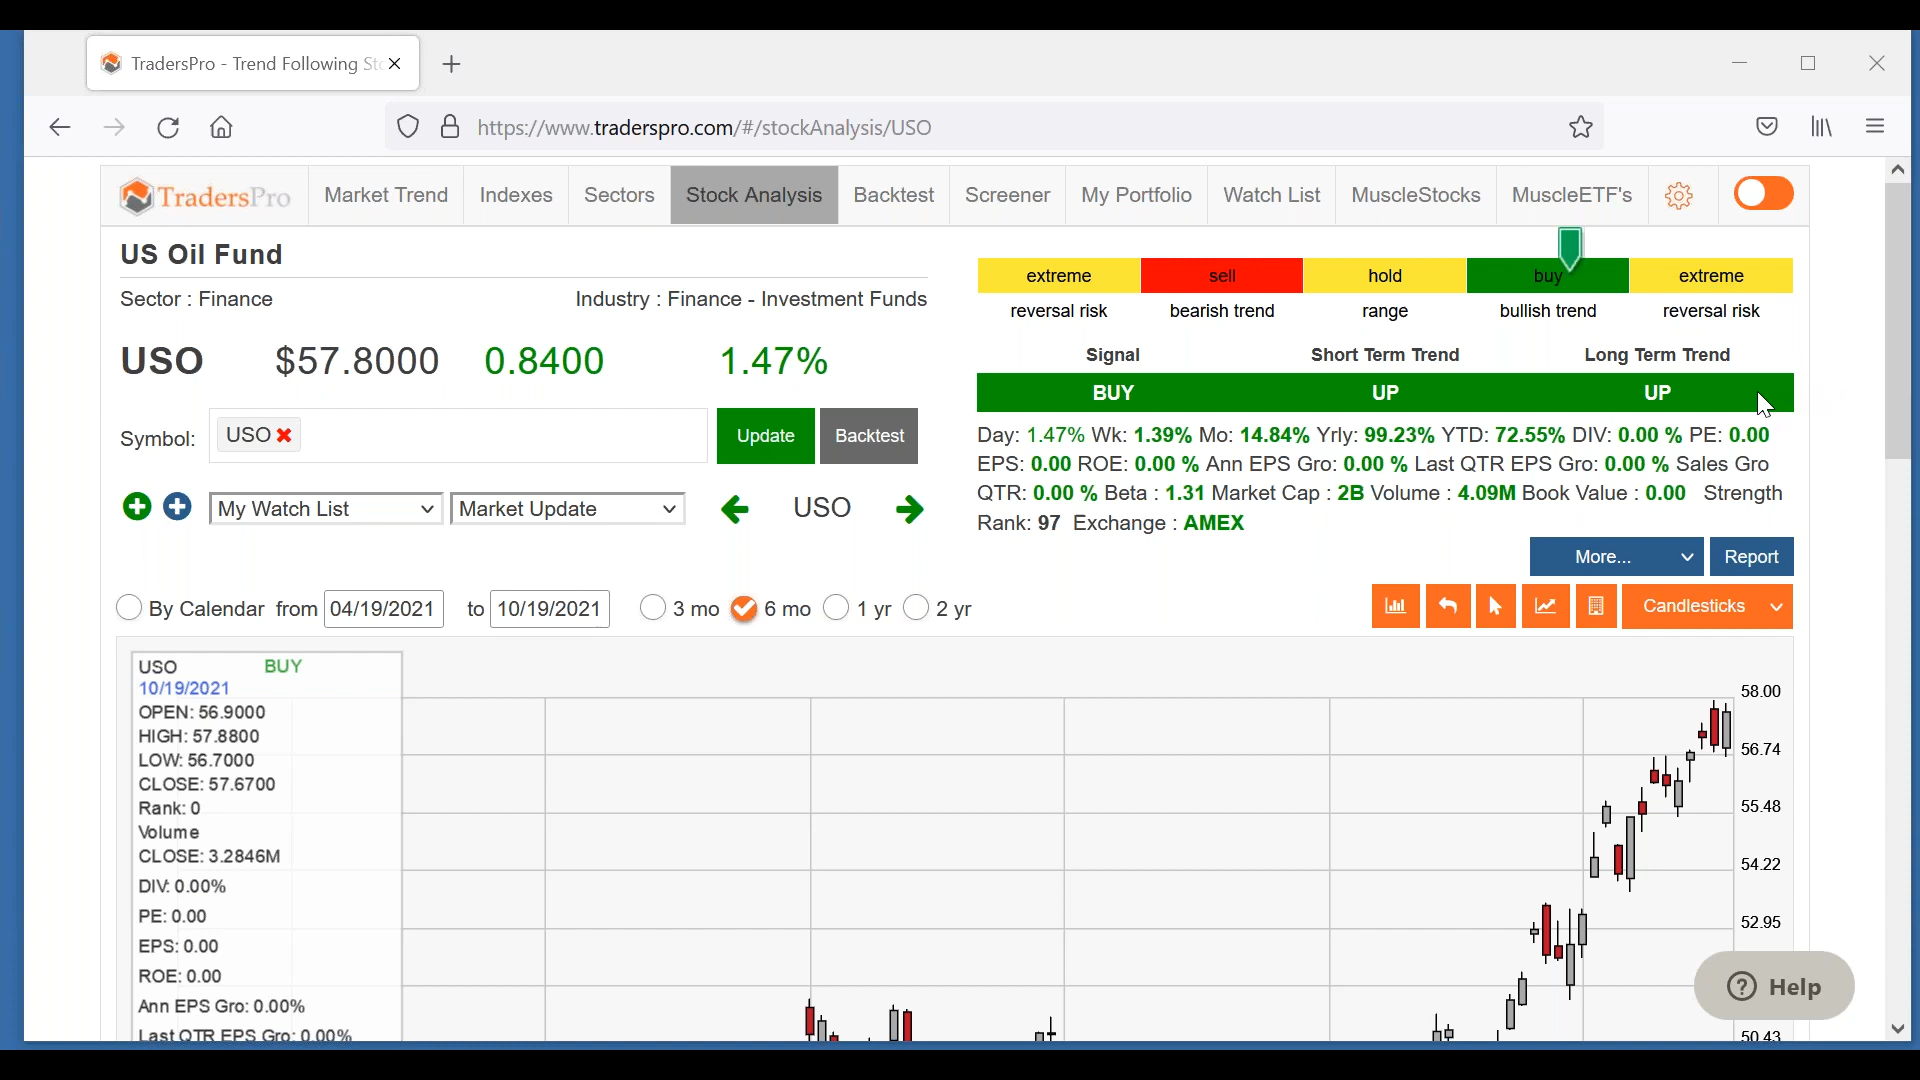 TradersPro - Trend Following Sto
https://www.traderspro.com/#/stockAnalysis/USO
TradersPro
Market Trend
Indexes
Sectors
Stock Analysis
Backtest
Screener
My Portfolio
Watch List
MuscleStocks
MuscleETF's
US Oil Fund
Sector : Finance
Industry : Finance - Investment Funds
USO $57.8000 0.8400 1.47%
Symbol: USO
Update
Backtest
My Watch List
Market Update
USO
extreme sell hold buy extreme
reversal risk bearish trend range bullish trend reversal risk
Signal Short Term Trend Long Term Trend
BUY UP UP
Day: 1.47% Wk: 1.39% Mo: 14.84% Yrly: 99.23% YTD: 72.55% DIV: 0.00 % PE: 0.00
EPS: 0.00 ROE: 0.00 % Ann EPS Gro: 0.00 % Last QTR EPS Gro: 0.00 % Sales Gro
QTR: 0.00 % Beta : 1.31 Market Cap : 2B Volume : 4.09M Book Value : 0.00 Strength
Rank: 97 Exchange : AMEX
More...
Report
By Calendar from 04/19/2021 to 10/19/2021 3 mo 6 mo 1 yr 2 yr
Candlesticks
USO BUY
10/19/2021
OPEN: 56.9000
HIGH: 57.8800
LOW: 56.7000
CLOSE: 57.6700
Rank: 0
Volume
CLOSE: 3.2846M
DIV: 0.00%
PE: 0.00
EPS: 0.00
ROE: 0.00
Ann EPS Gro: 0.00%
Last QTR EPS Gro: 0.00%
58.00
56.74
55.48
54.22
52.95
50.43
Help